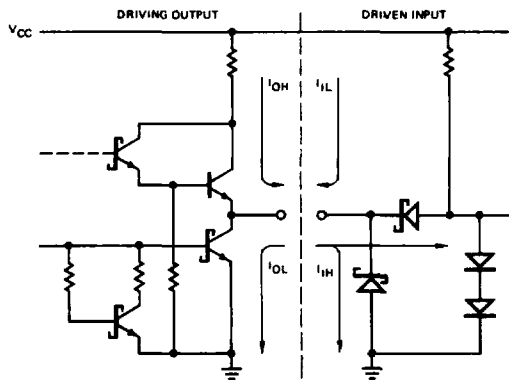 DRIVING OUTPUT
DRIVEN INPUT
VCC
IOH
IIL
IOL
IIH